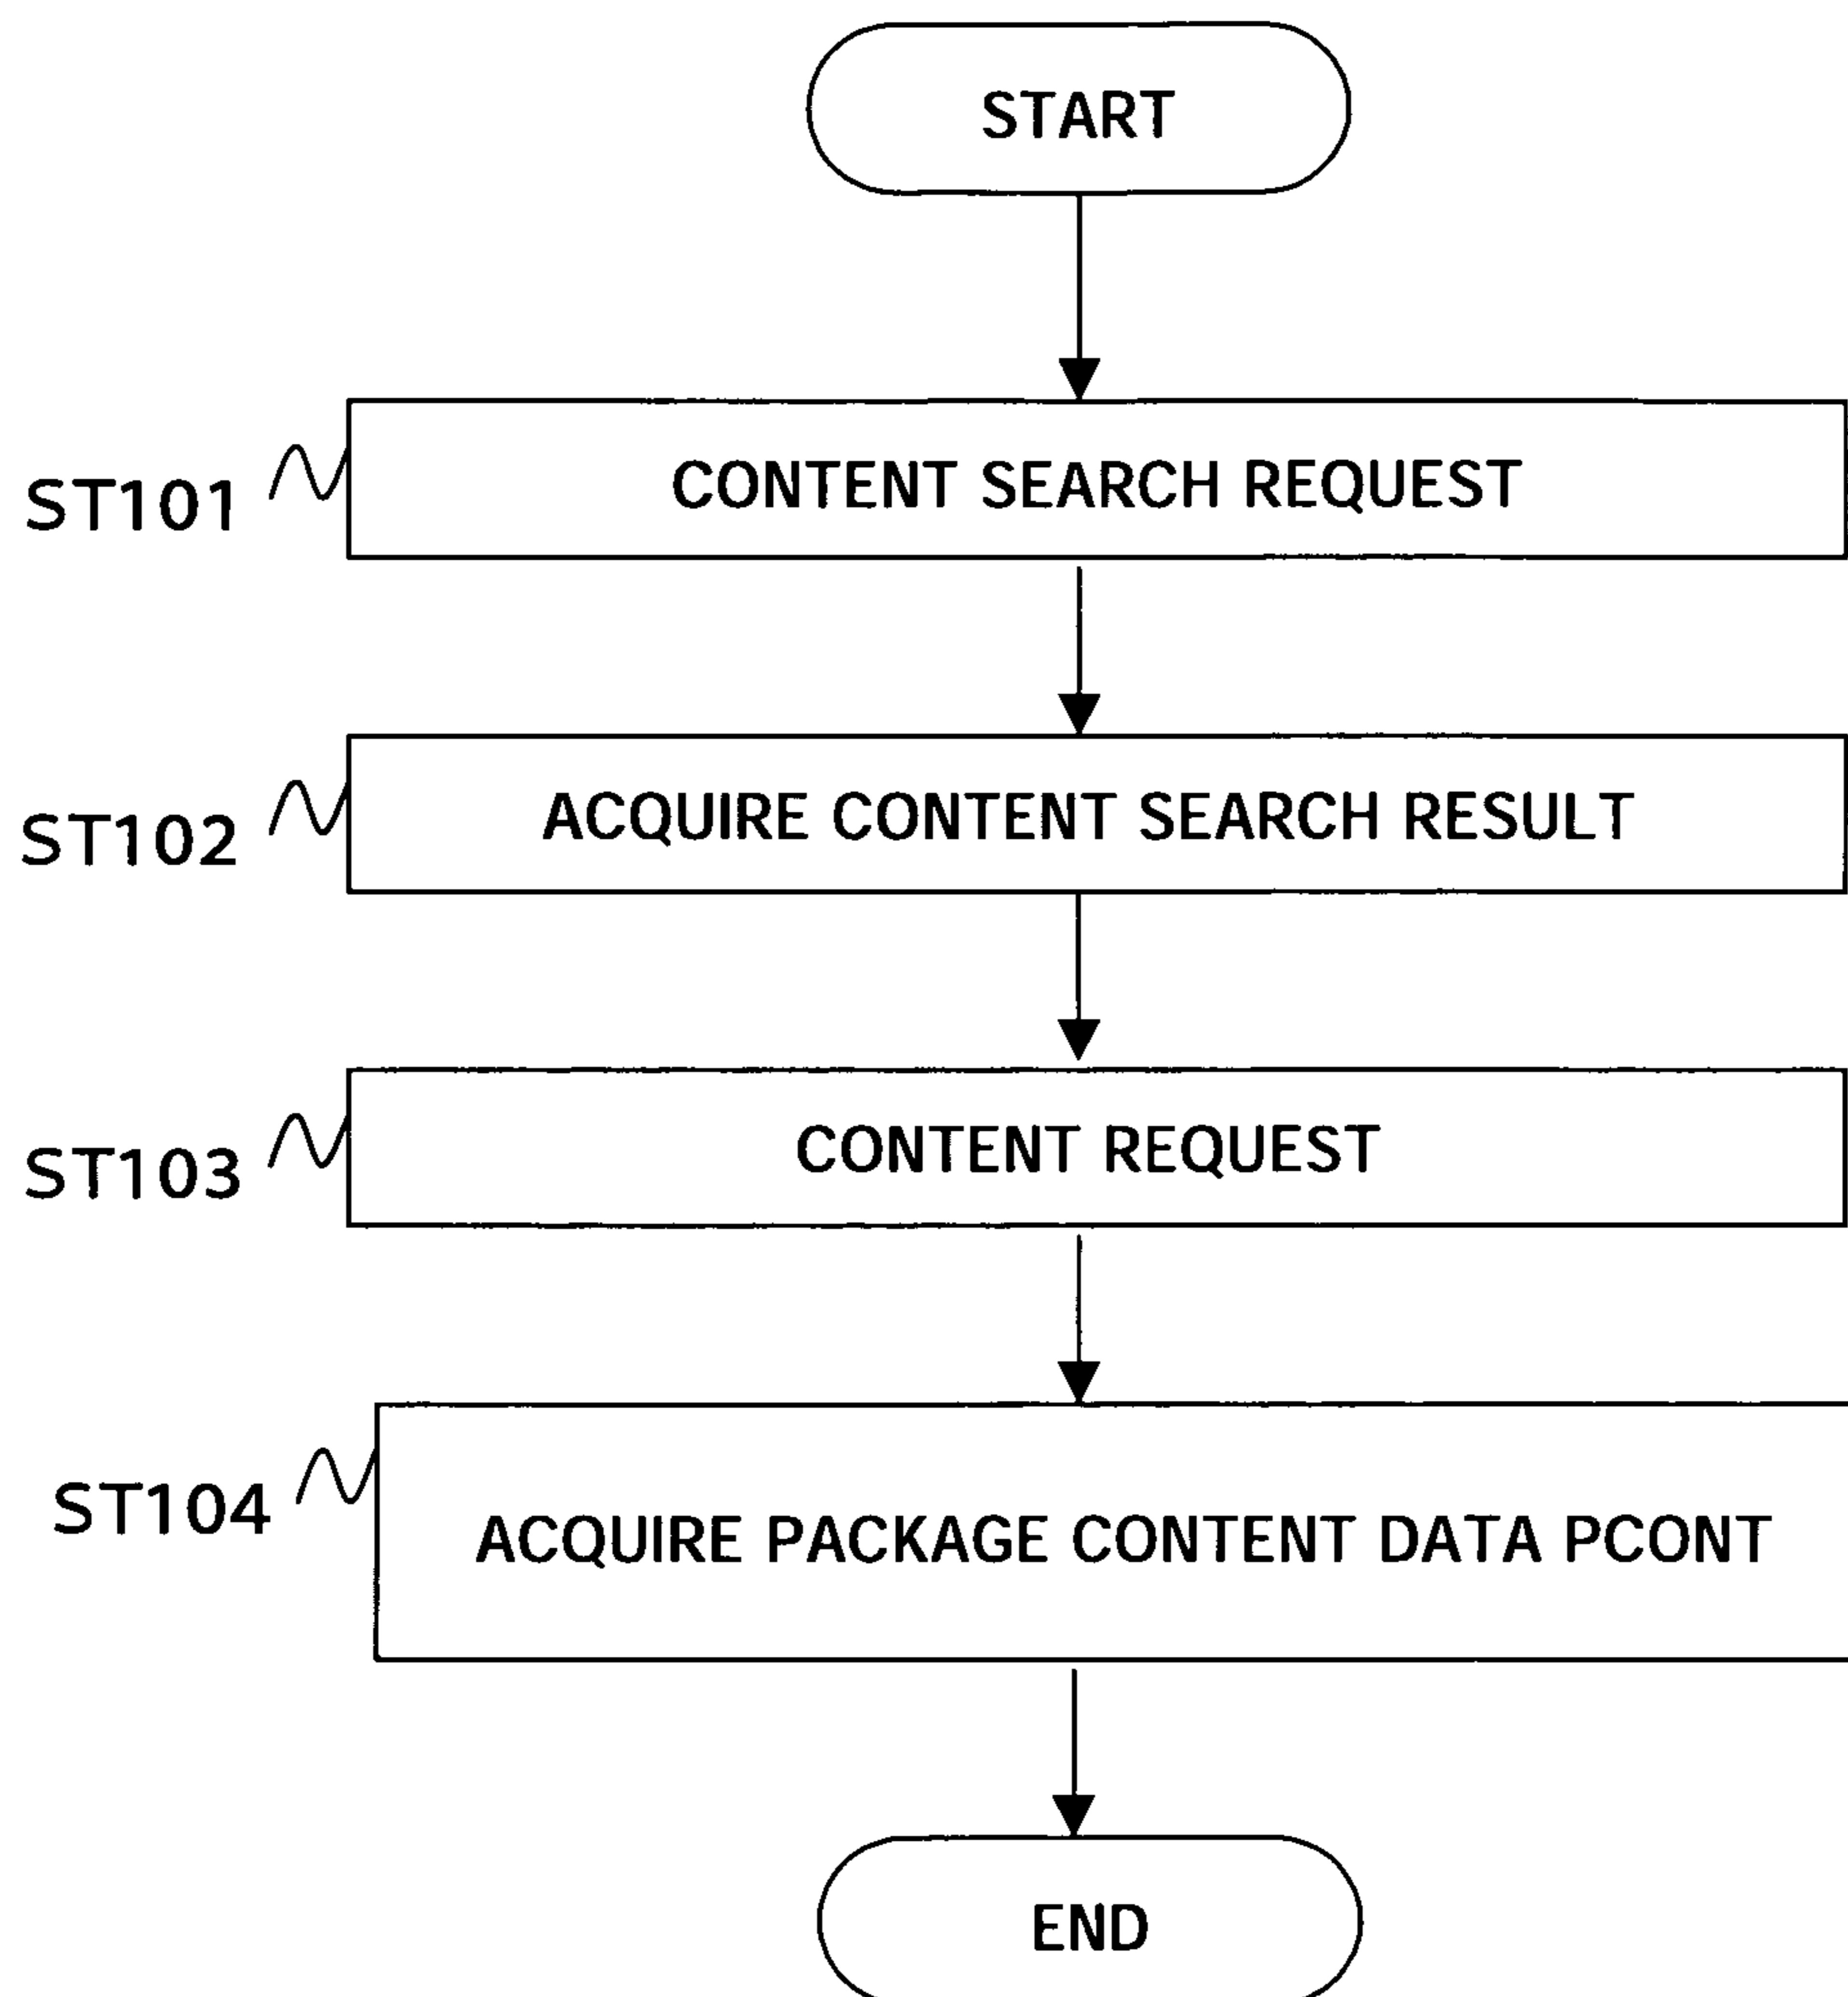 START
ST101
CONTENT SEARCH REQUEST
ST102
ACQUIRE CONTENT SEARCH RESULT
ST103
CONTENT REQUEST
ST104
ACQUIRE PACKAGE CONTENT DATA PCONT
END